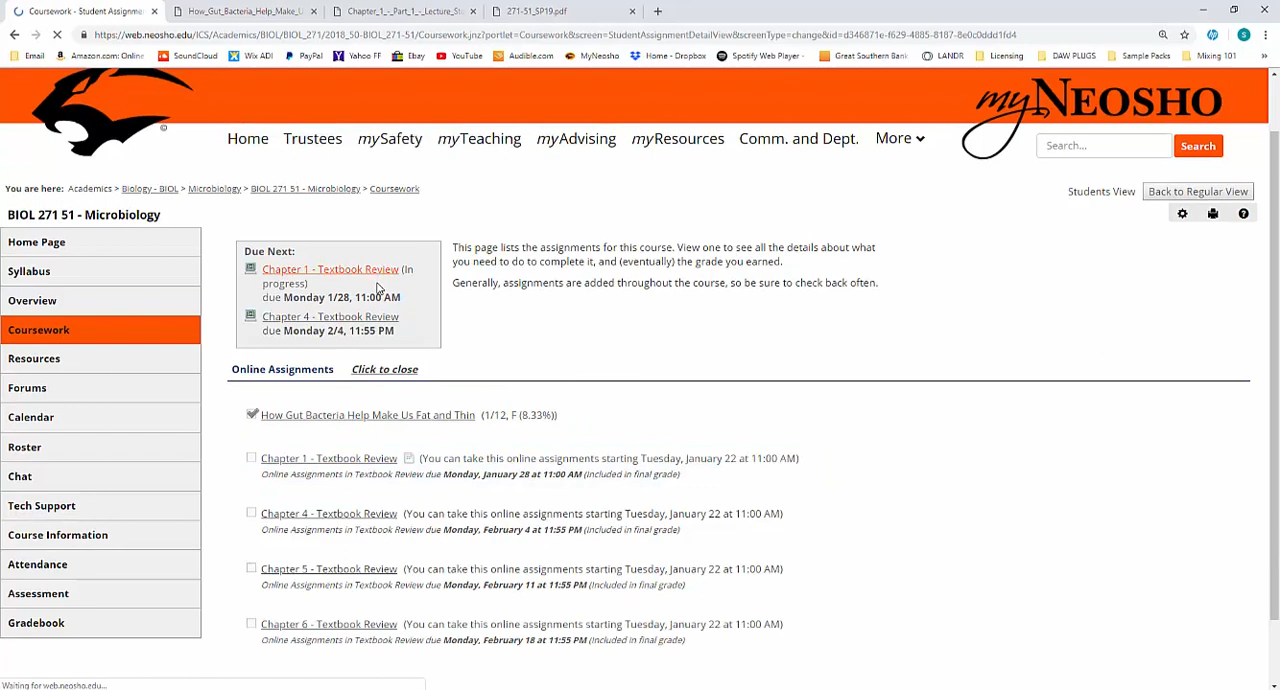 Coursework - Student Assignm
How_Gut_Bacteria_Help_Make_U
Chapter_1_-_Part_1_-_Lecture_St
271-51_SP19.pdf
https://web.neosho.edu/ICS/Academics/BIOL/BIOL_271/2018_50-BIOL_271-51/Coursework.jnz?portlet=Coursework&screen=StudentAssignmentDetailView&screenType=change&id=d346871e-f629-4885-8187-8e0c0ddd1fd4
Email Amazon.com: Online SoundCloud Wix ADI PayPal Yahoo FF Ebay YouTube Audible.com MyNeosho Home - Dropbox Spotify Web Player - Great Southern Bank LANDR Licensing DAW PLUGS Sample Packs Mixing 101 »
©
myNEOSHO
Home Trustees mySafety myTeaching myAdvising myResources Comm. and Dept. More
Search... Search
You are here: Academics > Biology - BIOL > Microbiology > BIOL 271 51 - Microbiology > Coursework
Students View Back to Regular View
BIOL 271 51 - Microbiology
Home Page
Syllabus
Overview
Coursework
Resources
Forums
Calendar
Roster
Chat
Tech Support
Course Information
Attendance
Assessment
Gradebook
Due Next:
Chapter 1 - Textbook Review (In
progress)
due Monday 1/28, 11:00 AM
Chapter 4 - Textbook Review
due Monday 2/4, 11:55 PM
This page lists the assignments for this course. View one to see all the details about what
you need to do to complete it, and (eventually) the grade you earned.
Generally, assignments are added throughout the course, so be sure to check back often.
Online Assignments Click to close
How Gut Bacteria Help Make Us Fat and Thin (1/12, F (8.33%))
Chapter 1 - Textbook Review (You can take this online assignments starting Tuesday, January 22 at 11:00 AM)
Online Assignments in Textbook Review due Monday, January 28 at 11:00 AM (Included in final grade)
Chapter 4 - Textbook Review (You can take this online assignments starting Tuesday, January 22 at 11:00 AM)
Online Assignments in Textbook Review due Monday, February 4 at 11:55 PM (Included in final grade)
Chapter 5 - Textbook Review (You can take this online assignments starting Tuesday, January 22 at 11:00 AM)
Online Assignments in Textbook Review due Monday, February 11 at 11:55 PM (Included in final grade)
Chapter 6 - Textbook Review (You can take this online assignments starting Tuesday, January 22 at 11:00 AM)
Online Assignments in Textbook Review due Monday, February 18 at 11:55 PM (Included in final grade)
Waiting for web.neosho.edu...